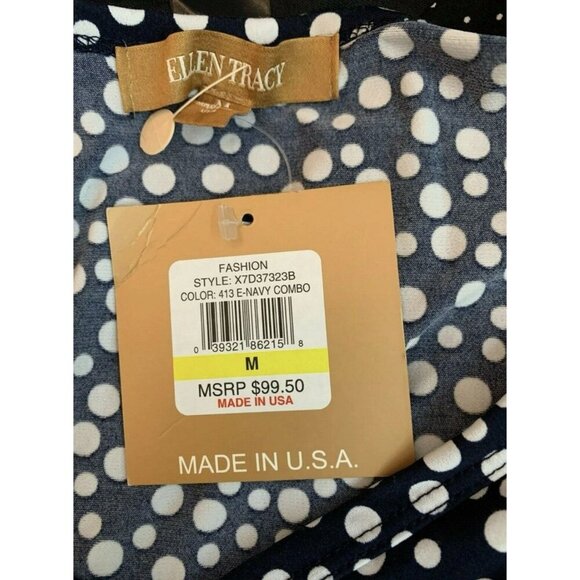 ELLEN TRACY
FASHION
STYLE: X7D37323B
COLOR: 413 E-NAVY COMBO
0 39321 86215 8
M
MSRP $99.50
MADE IN USA
MADE IN U.S.A.